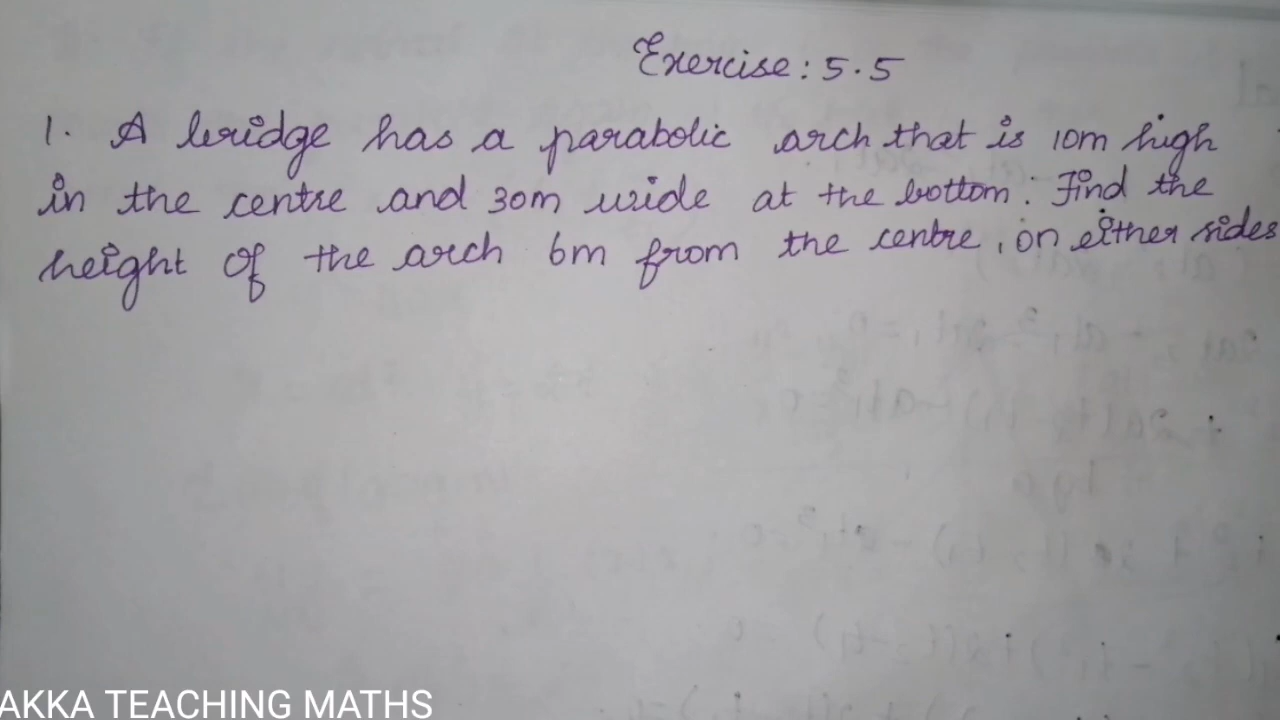 Exercise: 5.5
1. A bridge has a parabolic arch that is 10m high
in the centre and 30m wide at the bottom. Find the
height of the arch 6m from the centre, on either sides
AKKA TEACHING MATHS